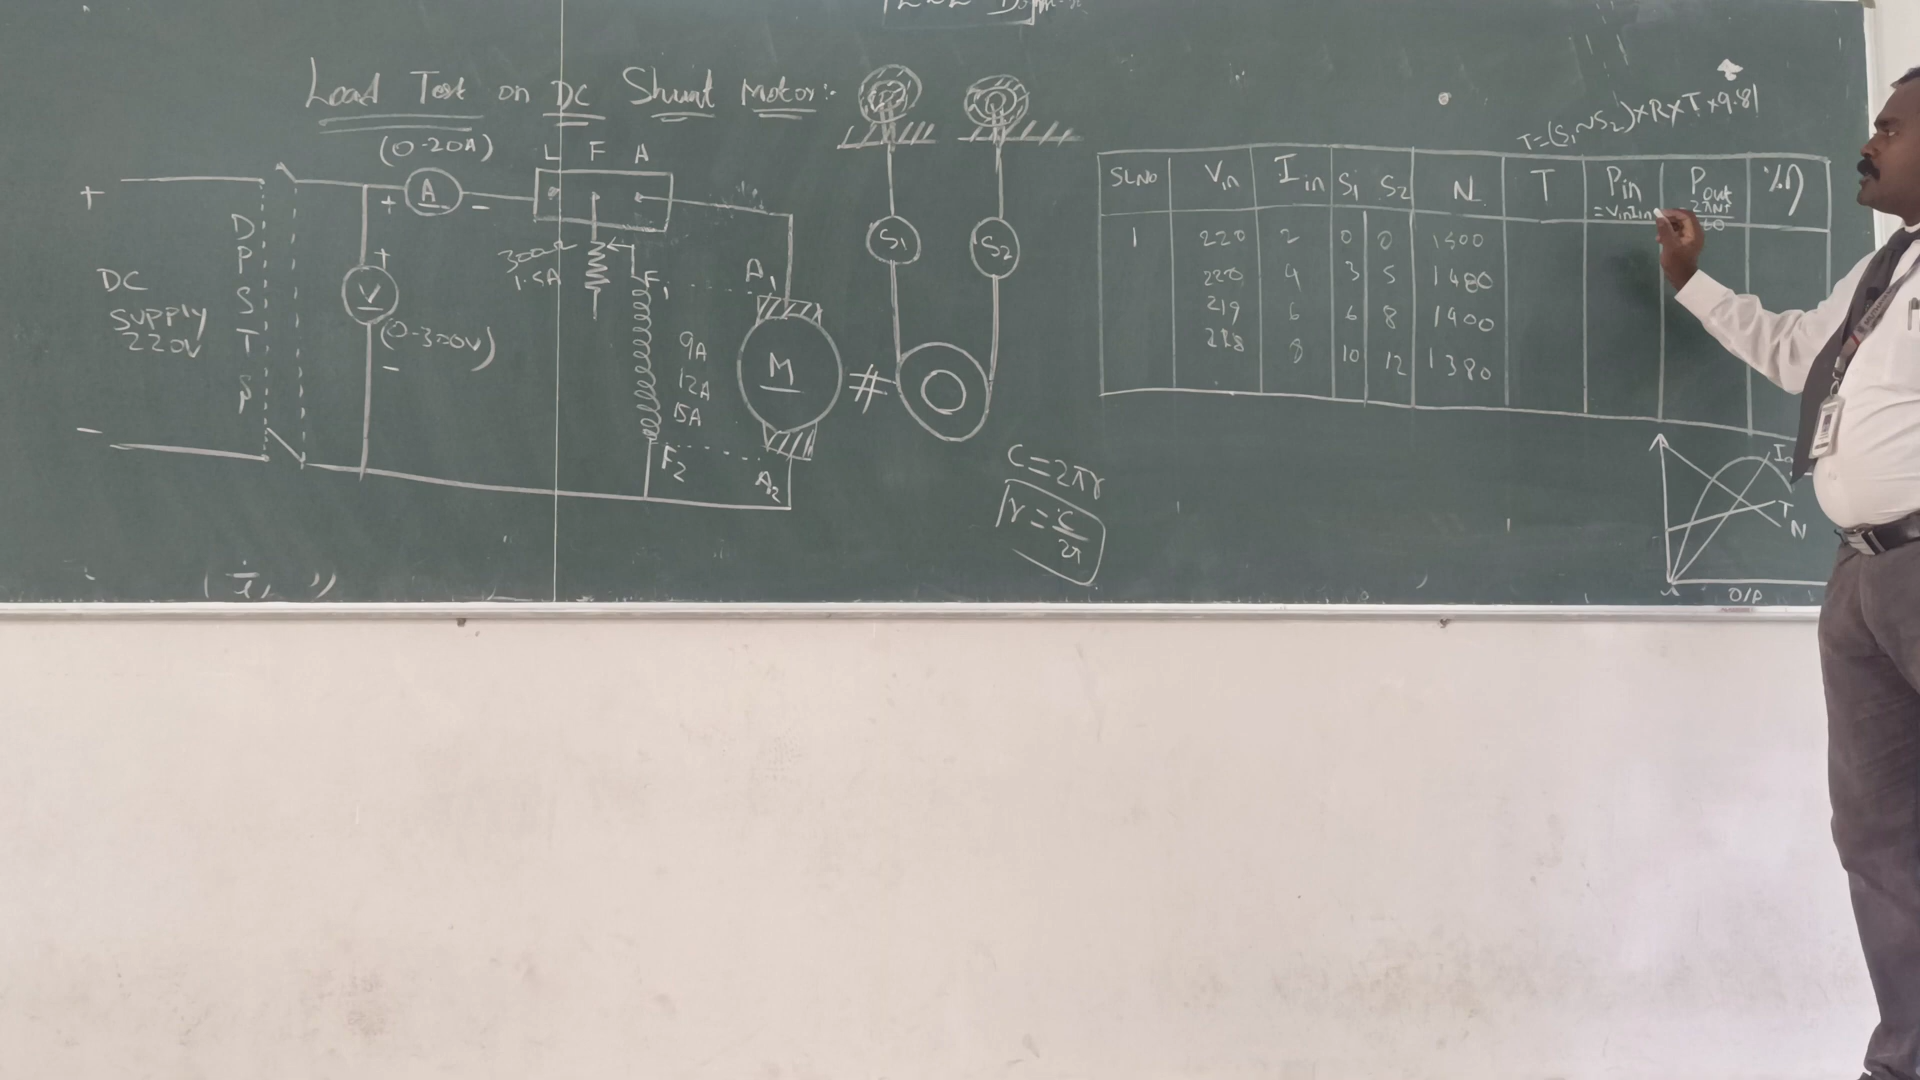 Load Test on DC Shunt Motor:-
(0-20A)
L F A
+ A -
+
DC
Supply
220V
DPSTS
+
V
(0-300V)
-
-
300Ω
1.5A
F1
F2
9A
12A
15A
A1
M
A2
S1 S2
#
C=2πr
r=C/2π
T=(S1~S2)×R×T×9.81
SL.No Vin Iin S1 S2 N T Pin =VinIin Pout %η
1 220 2 0 0 1500
220 4 3 5 1480
219 6 6 8 1400
218 8 10 12 1380
T
N
O/P